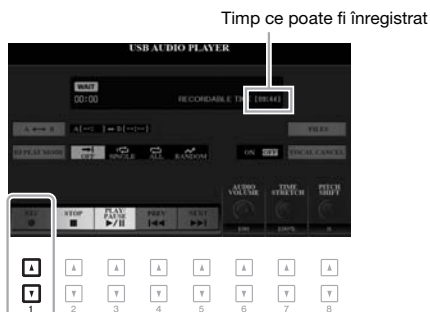 Timp ce poate fi înregistrat
USB AUDIO PLAYER
WAIT
00:00
RECORDABLE TIME
A ⟷ B
FILES
REPEAT MODE
OFF SINGLE ALL RANDOM
ON OFF
VOCAL CANCEL
AUDIO VOLUME
TIME STRETCH
PITCH SHIFT
REC
STOP
PLAY/PAUSE
PREV
NEXT
100
100%
0
1 2 3 4 5 6 7 8